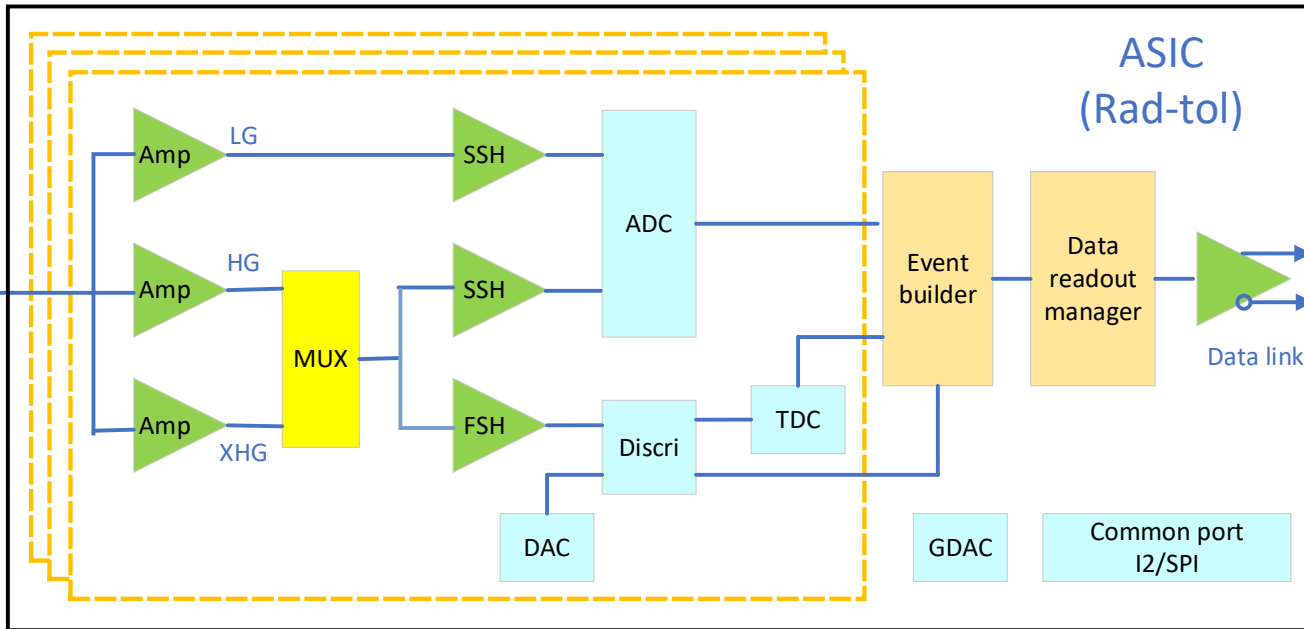 ASIC
(Rad-tol)
LG
Amp
SSH
ADC
HG
Amp
SSH
MUX
XHG
Amp
FSH
Discri
TDC
DAC
Event
builder
Data
readout
manager
Data link
GDAC
Common port
I2/SPI